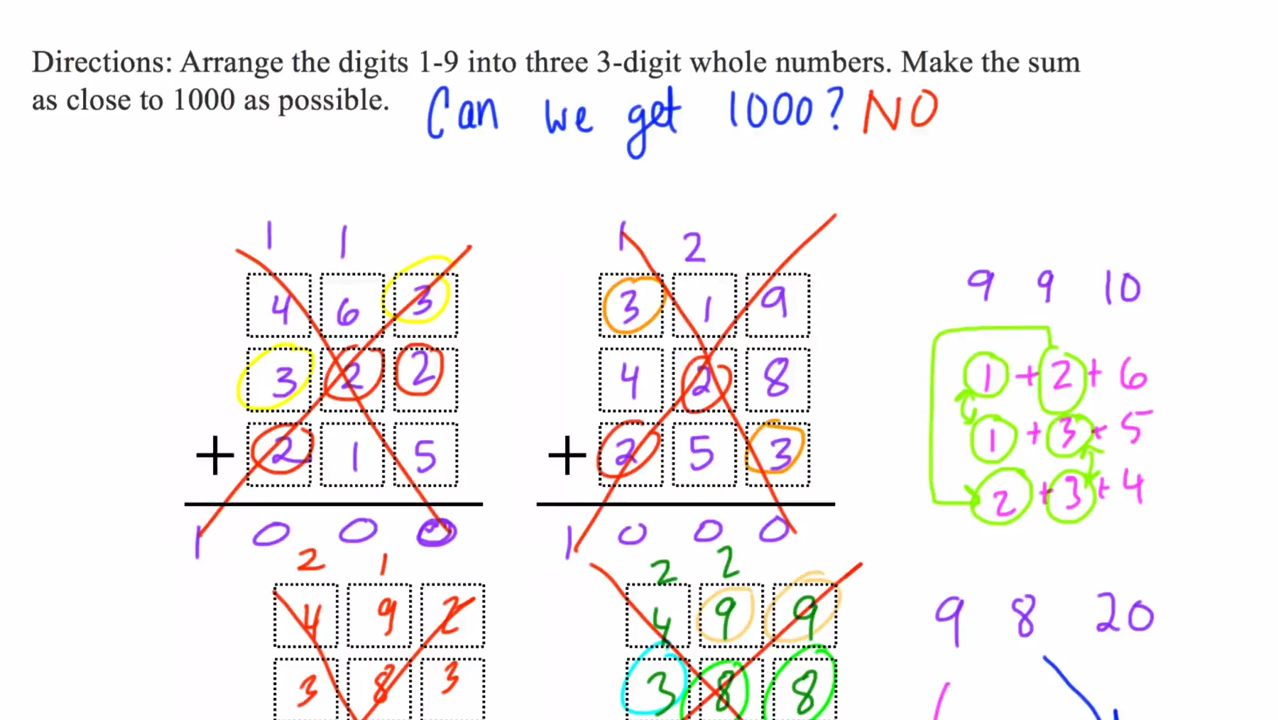 Directions: Arrange the digits 1-9 into three 3-digit whole numbers. Make the sum
as close to 1000 as possible. Can we get 1000? NO
1 1
4 6 3
3 2 2
+ 2 1 5
1 0 0 0
1 2
3 1 9
4 2 8
+ 2 5 3
1 0 0 0
9 9 10
1 + 2 + 6
1 + 3 + 5
2 + 3 + 4
2 1
4 9 2
3 8 3
2 2
4 9 9
3 8 8
9 8 20